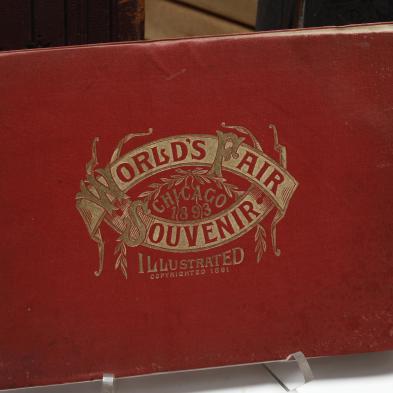 WORLD'S FAIR
CHICAGO
1893
SOUVENIR
ILLUSTRATED
COPYRIGHTED 1891